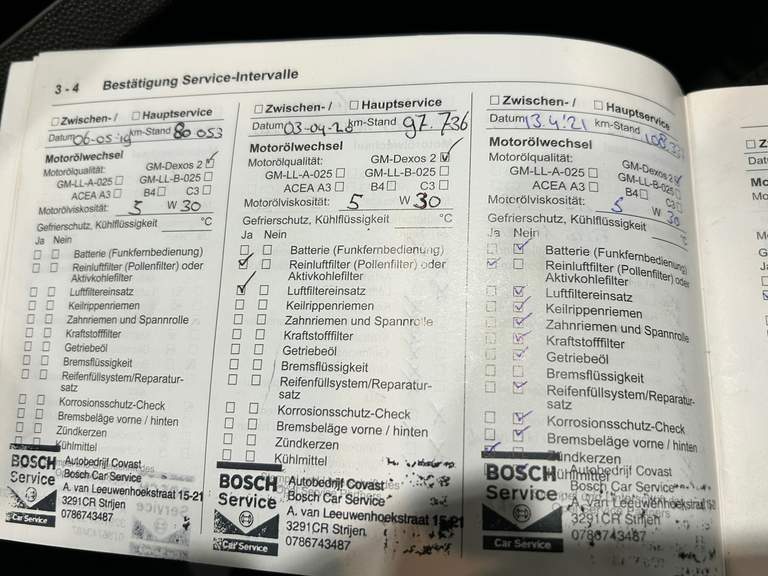 3 - 4 Bestätigung Service-Intervalle
☐ Zwischen- / ☐ Hauptservice
Datum 06-05-19 km-Stand 80 053
Motorölwechsel
Motorölqualität: GM-Dexos 2 ☑
GM-LL-A-025 ☐ GM-LL-B-025 ☐
ACEA A3 ☐ B4 ☐ C3 ☐
Motorölviskosität: 5 W 30
Gefrierschutz, Kühlflüssigkeit °C
Ja Nein
☐ ☐ Batterie (Funkfernbedienung)
☐ ☐ Reinluftfilter (Pollenfilter) oder
Aktivkohlefilter
☐ ☐ Luftfiltereinsatz
☐ ☐ Keilrippenriemen
☐ ☐ Zahnriemen und Spannrolle
☐ ☐ Kraftstofffilter
☐ ☐ Getriebeöl
☐ ☐ Bremsflüssigkeit
☐ ☐ Reifenfüllsystem/Reparatur-
satz
☐ ☐ Korrosionsschutz-Check
☐ ☐ Bremsbeläge vorne / hinten
☐ ☐ Zündkerzen
Kühlmittel
BOSCH
Service
Car Service
Autobedrijf Covast
Bosch Car Service
A. van Leeuwenhoekstraat 15-21
3291CR Strijen
0786743487
☐ Zwischen- / ☐ Hauptservice
Datum 03-04-20 km-Stand 97.736
Motorölwechsel
Motorölqualität: GM-Dexos 2 ☑
GM-LL-A-025 ☐ GM-LL-B-025 ☐
ACEA A3 ☐ B4 ☐ C3 ☐
Motorölviskosität: 5 W 30
Gefrierschutz, Kühlflüssigkeit °C
Ja Nein
☐ ☐ Batterie (Funkfernbedienung)
☑ ☐ Reinluftfilter (Pollenfilter) oder
Aktivkohlefilter
☑ ☐ Luftfiltereinsatz
☐ ☐ Keilrippenriemen
☐ ☐ Zahnriemen und Spannrolle
☐ ☐ Kraftstofffilter
☐ ☐ Getriebeöl
☐ ☐ Bremsflüssigkeit
☐ ☐ Reifenfüllsystem/Reparatur-
satz
☐ ☐ Korrosionsschutz-Check
☐ ☐ Bremsbeläge vorne / hinten
☐ ☐ Zündkerzen
☐ ☐ Kühlmittel
BOSCH
Service
Car Service
Autobedrijf Covast
Bosch Car Service
A. van Leeuwenhoekstraat 15-21
3291CR Strijen
0786743487
☐ Zwischen- / ☐ Hauptservice
Datum 13.4.'21 km-Stand
Motorölwechsel
Motorölqualität: GM-Dexos 2 ☑
GM-LL-A-025 ☐ GM-LL-B-025 ☐
ACEA A3 ☐ B4 ☐ C3 ☐
Motorölviskosität: 5 W 30
Gefrierschutz, Kühlflüssigkeit °C
Ja Nein
☐ ☑ Batterie (Funkfernbedienung)
☑ ☐ Reinluftfilter (Pollenfilter) oder
Aktivkohlefilter
☐ ☑ Luftfiltereinsatz
☐ ☑ Keilrippenriemen
☐ ☑ Zahnriemen und Spannrolle
☐ ☑ Kraftstofffilter
☐ ☑ Getriebeöl
☐ ☐ Bremsflüssigkeit
☐ ☑ Reifenfüllsystem/Reparatur-
satz
☐ ☑ Korrosionsschutz-Check
☐ ☑ Bremsbeläge vorne / hinten
Zündkerzen
Kühlmittel
BOSCH
Service
Car Service
Autobedrijf Covast
Bosch Car Service
A. van Leeuwenhoekstraat
3291CR Strijen
0786743487